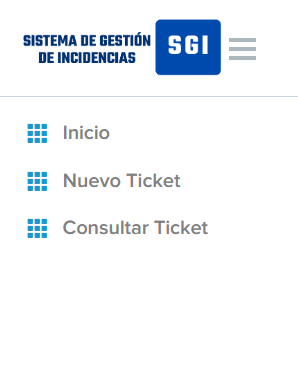 SISTEMA DE GESTIÓN
DE INCIDENCIAS
SGI
Inicio
Nuevo Ticket
Consultar Ticket